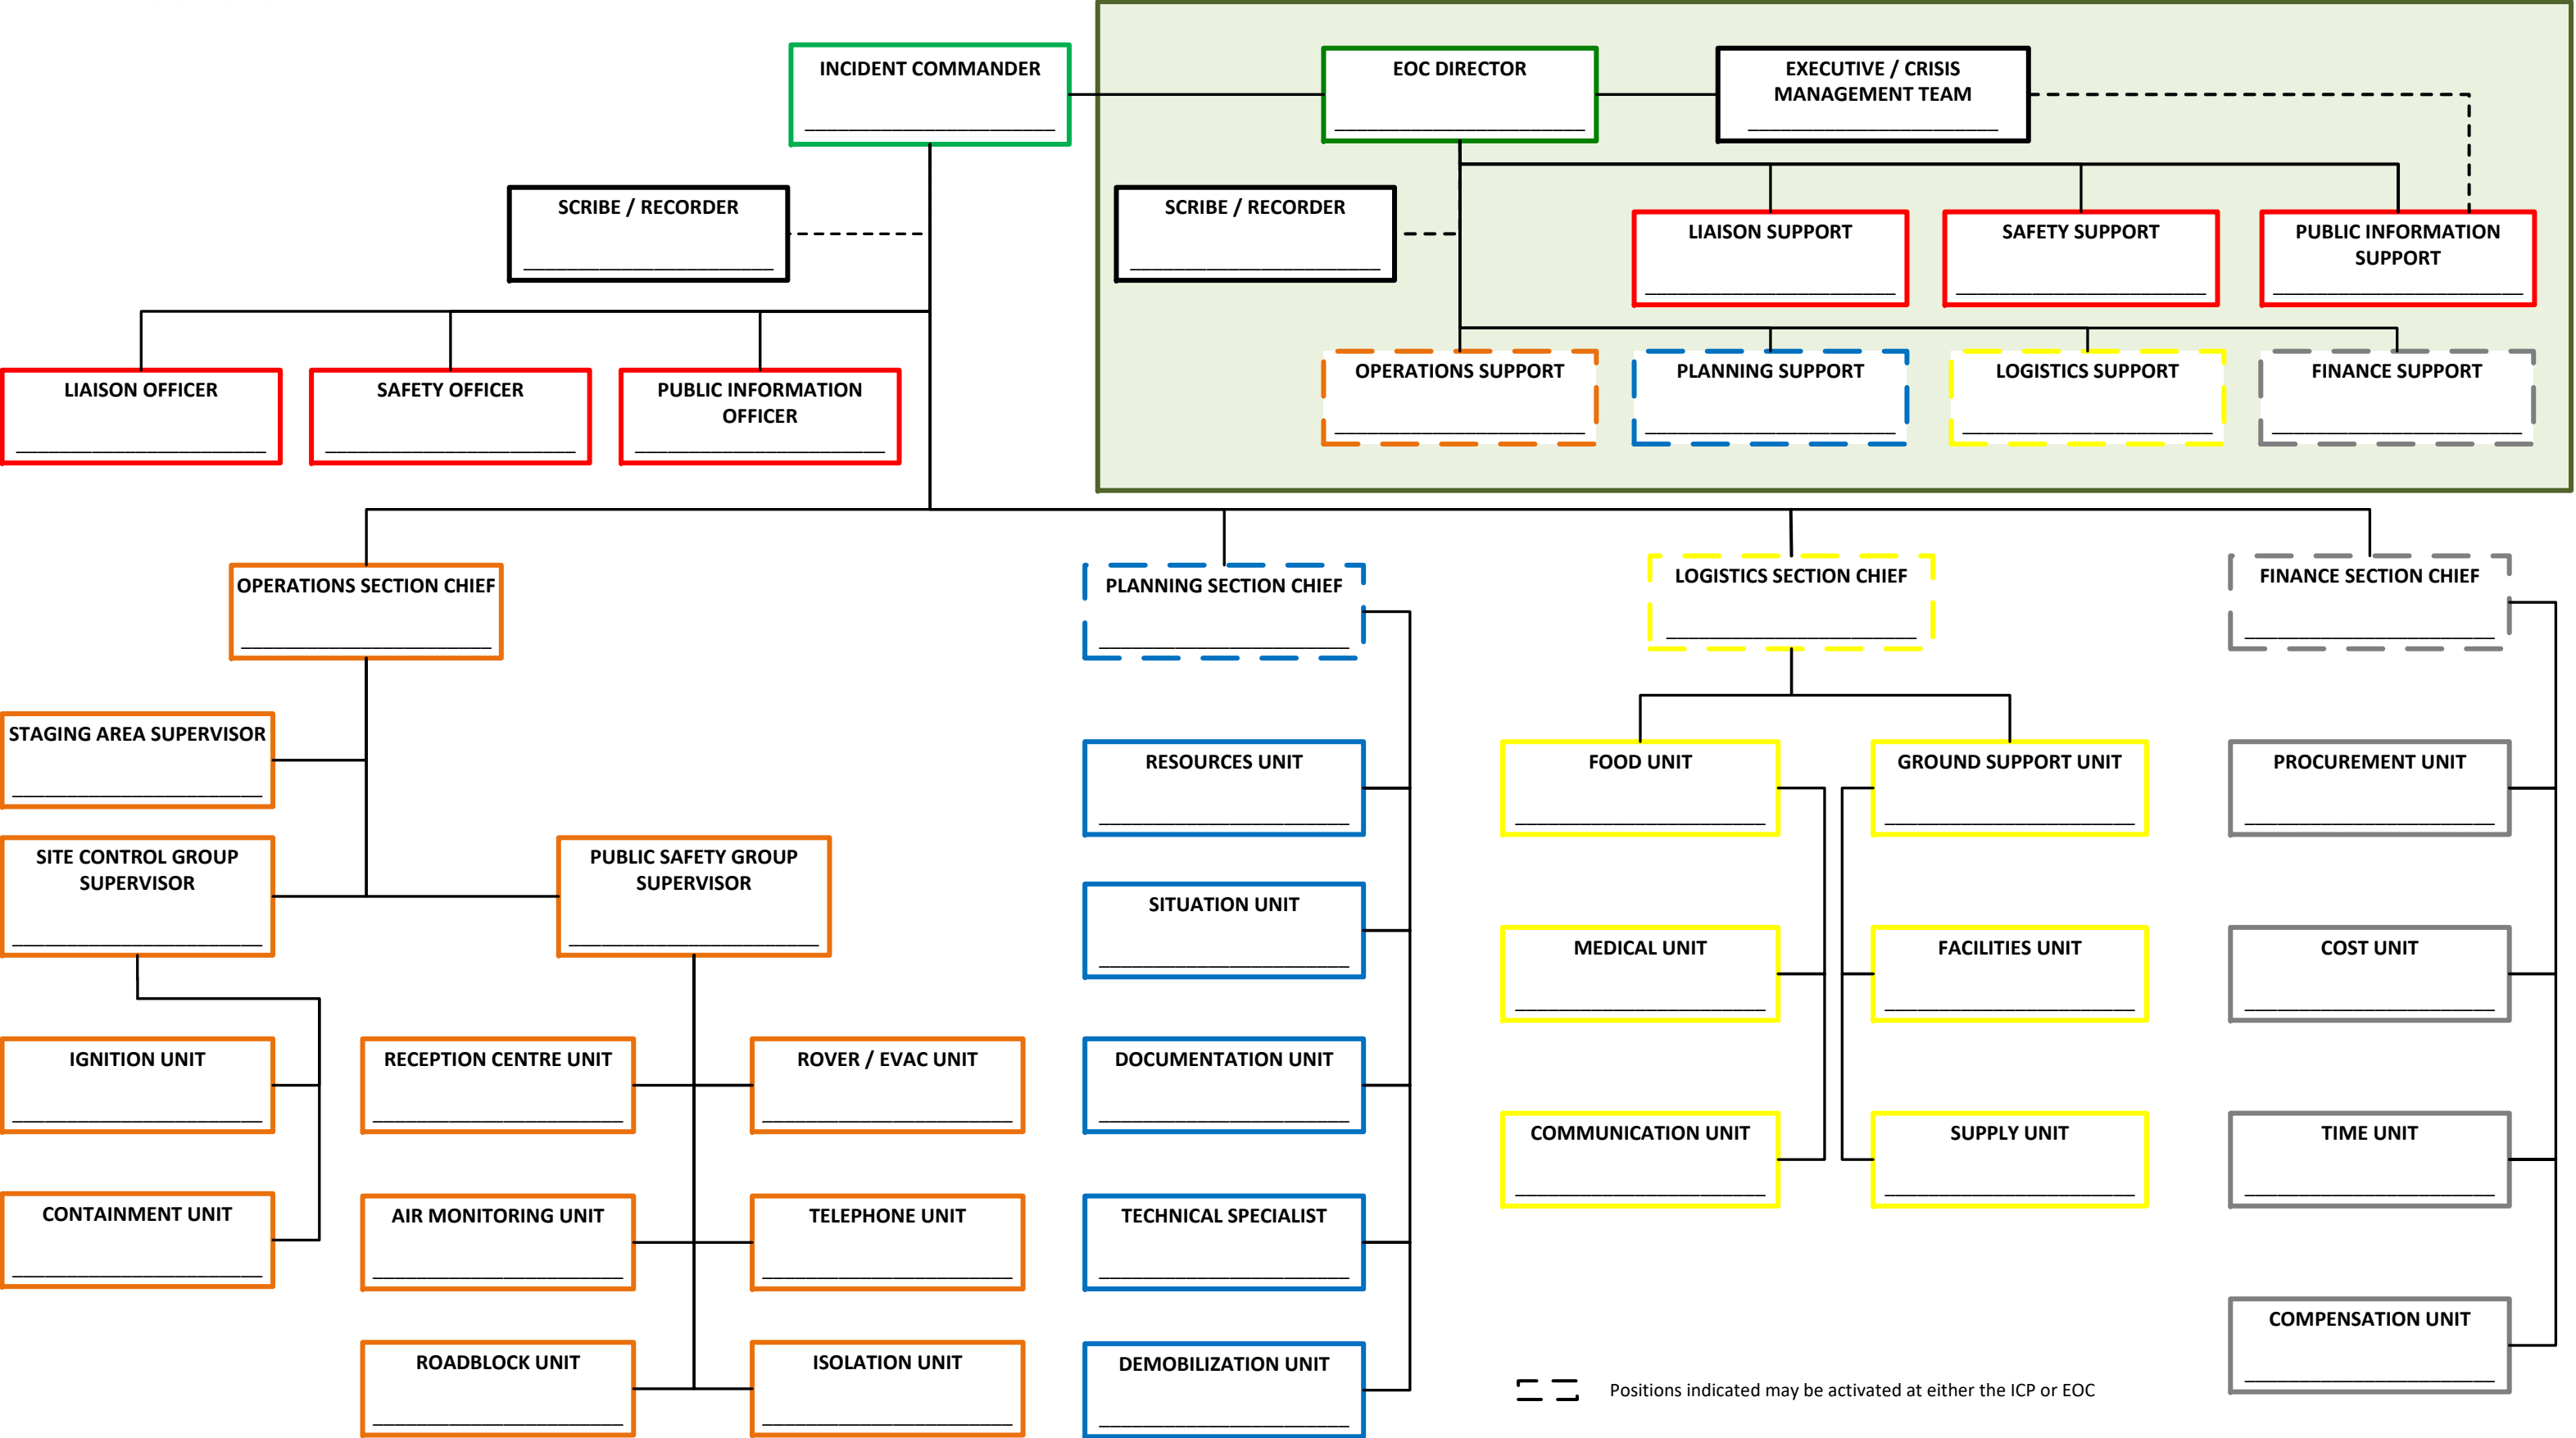 INCIDENT COMMANDER
EOC DIRECTOR
EXECUTIVE / CRISIS
MANAGEMENT TEAM
SCRIBE / RECORDER
SCRIBE / RECORDER
LIAISON SUPPORT
SAFETY SUPPORT
PUBLIC INFORMATION
SUPPORT
LIAISON OFFICER
SAFETY OFFICER
PUBLIC INFORMATION
OFFICER
OPERATIONS SUPPORT
PLANNING SUPPORT
LOGISTICS SUPPORT
FINANCE SUPPORT
OPERATIONS SECTION CHIEF
PLANNING SECTION CHIEF
LOGISTICS SECTION CHIEF
FINANCE SECTION CHIEF
STAGING AREA SUPERVISOR
SITE CONTROL GROUP
SUPERVISOR
PUBLIC SAFETY GROUP
SUPERVISOR
IGNITION UNIT
CONTAINMENT UNIT
RECEPTION CENTRE UNIT
ROVER / EVAC UNIT
AIR MONITORING UNIT
TELEPHONE UNIT
ROADBLOCK UNIT
ISOLATION UNIT
RESOURCES UNIT
SITUATION UNIT
DOCUMENTATION UNIT
TECHNICAL SPECIALIST
DEMOBILIZATION UNIT
FOOD UNIT
GROUND SUPPORT UNIT
MEDICAL UNIT
FACILITIES UNIT
COMMUNICATION UNIT
SUPPLY UNIT
PROCUREMENT UNIT
COST UNIT
TIME UNIT
COMPENSATION UNIT
Positions indicated may be activated at either the ICP or EOC